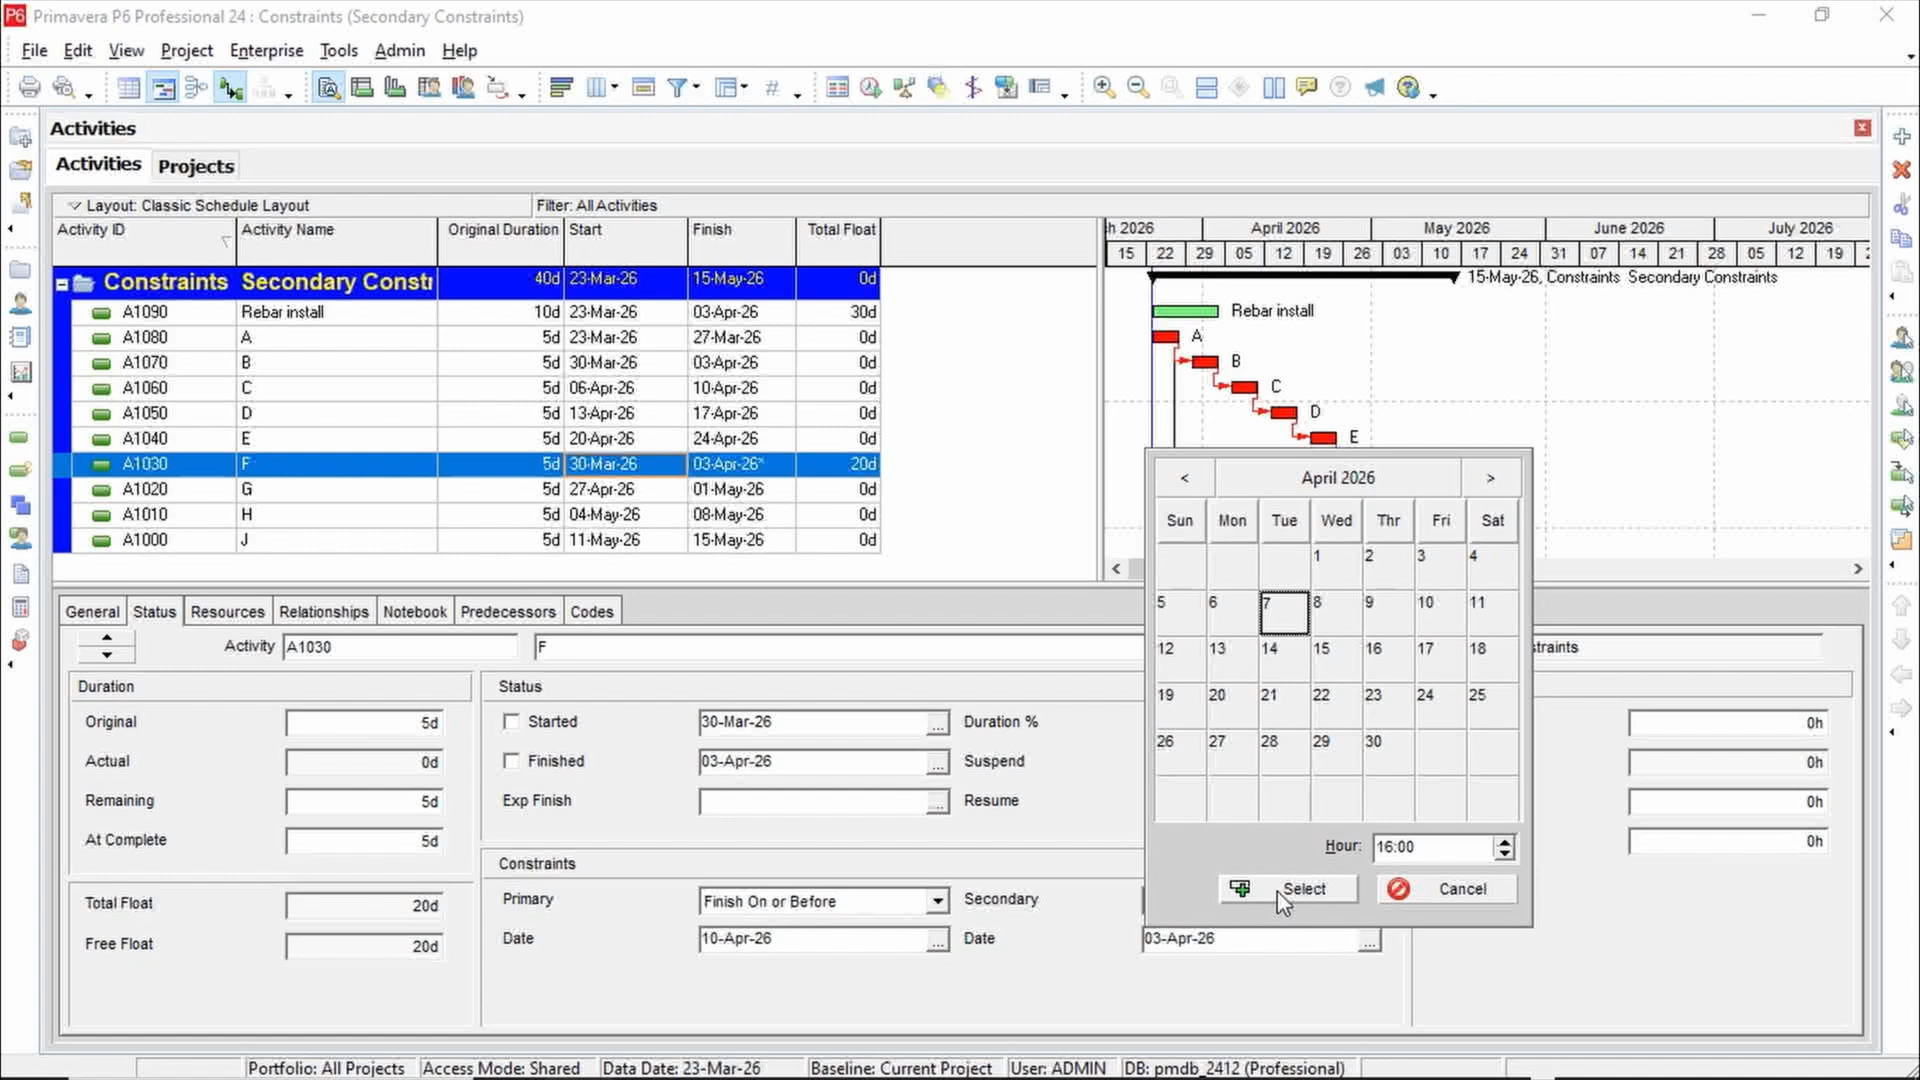 P6 Primavera P6 Professional 24 : Constraints (Secondary Constraints)
File Edit View Project Enterprise Tools Admin Help
Activities
Activities Projects
Layout: Classic Schedule Layout Filter: All Activities
Activity ID Activity Name Original Duration Start Finish Total Float
Constraints Secondary Constr 40d 23-Mar-26 15-May-26 0d
A1090 Rebar install 10d 23-Mar-26 03-Apr-26 30d
A1080 A 5d 23-Mar-26 27-Mar-26 0d
A1070 B 5d 30-Mar-26 03-Apr-26 0d
A1060 C 5d 06-Apr-26 10-Apr-26 0d
A1050 D 5d 13-Apr-26 17-Apr-26 0d
A1040 E 5d 20-Apr-26 24-Apr-26 0d
A1030 F 5d 30-Mar-26 03-Apr-26* 20d
A1020 G 5d 27-Apr-26 01-May-26 0d
A1010 H 5d 04-May-26 08-May-26 0d
A1000 J 5d 11-May-26 15-May-26 0d
h 2026 April 2026 May 2026 June 2026 July 2026
15 22 29 05 12 19 26 03 10 17 24 31 07 14 21 28 05 12 19 2
15-May-26, Constraints Secondary Constraints
Rebar install
A
B
C
D
E
< April 2026 >
Sun Mon Tue Wed Thr Fri Sat
1 2 3 4
5 6 7 8 9 10 11
12 13 14 15 16 17 18
19 20 21 22 23 24 25
26 27 28 29 30
Hour: 16:00
Select Cancel
General Status Resources Relationships Notebook Predecessors Codes
Activity A1030 F straints
Duration
Original 5d
Actual 0d
Remaining 5d
At Complete 5d
Total Float 20d
Free Float 20d
Status
Started 30-Mar-26 ... Duration %
Finished 03-Apr-26 ... Suspend
Exp Finish ... Resume
Constraints
Primary Finish On or Before Secondary
Date 10-Apr-26 ... Date 03-Apr-26 ...
0h
0h
0h
0h
Portfolio: All Projects Access Mode: Shared Data Date: 23-Mar-26 Baseline: Current Project User: ADMIN DB: pmdb_2412 (Professional)